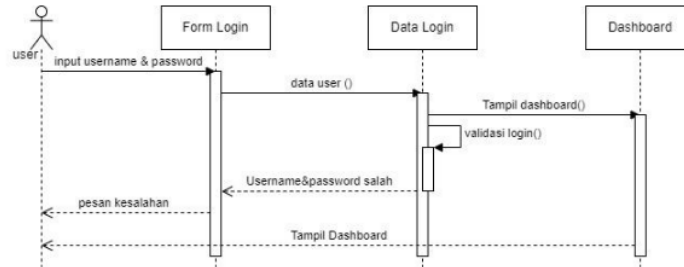 Form Login
Data Login
Dashboard
user
input username & password
data user ()
Tampil dashboard()
validasi login()
Username&password salah
pesan kesalahan
Tampil Dashboard